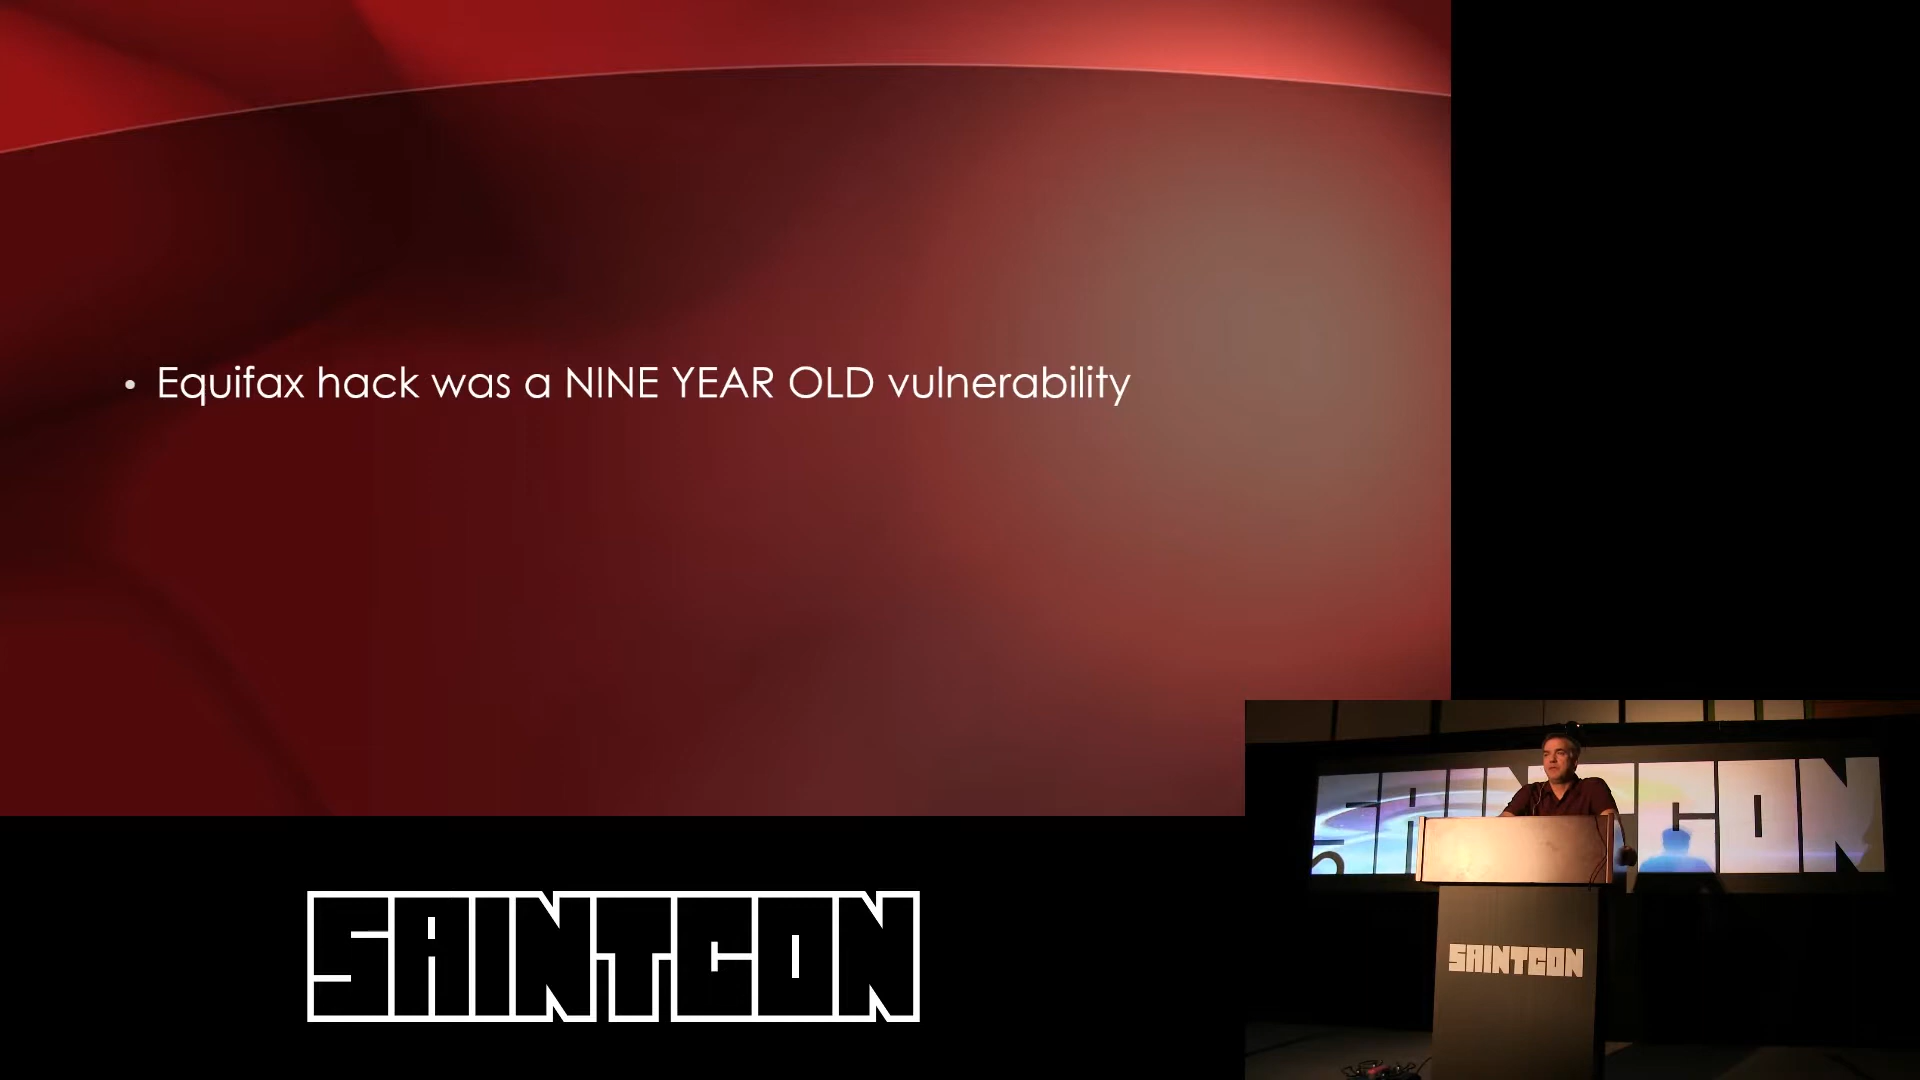 • Equifax hack was a NINE YEAR OLD vulnerability
SAINTCON
SAINTCON
SAINTCON